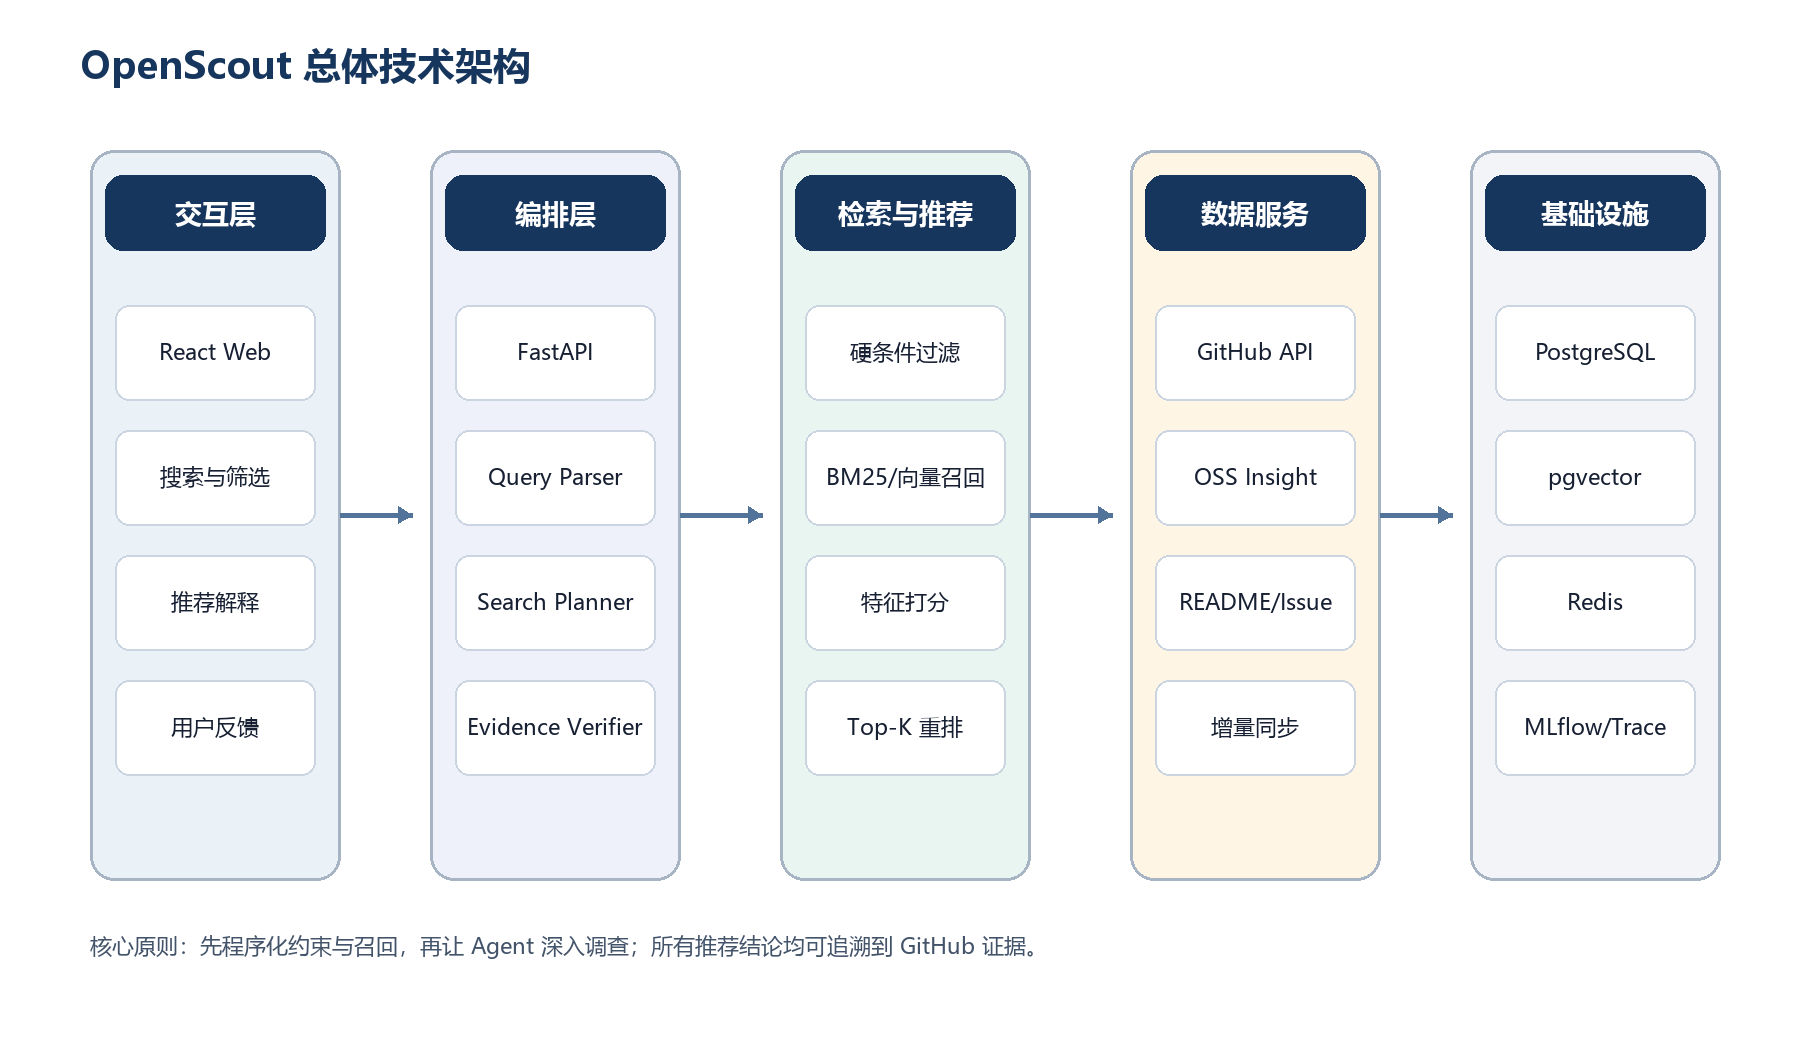 OpenScout 总体技术架构
交互层
React Web
搜索与筛选
推荐解释
用户反馈
编排层
FastAPI
Query Parser
Search Planner
Evidence Verifier
检索与推荐
硬条件过滤
BM25/向量召回
特征打分
Top-K 重排
数据服务
GitHub API
OSS Insight
README/Issue
增量同步
基础设施
PostgreSQL
pgvector
Redis
MLflow/Trace
核心原则：先程序化约束与召回，再让 Agent 深入调查；所有推荐结论均可追溯到 GitHub 证据。